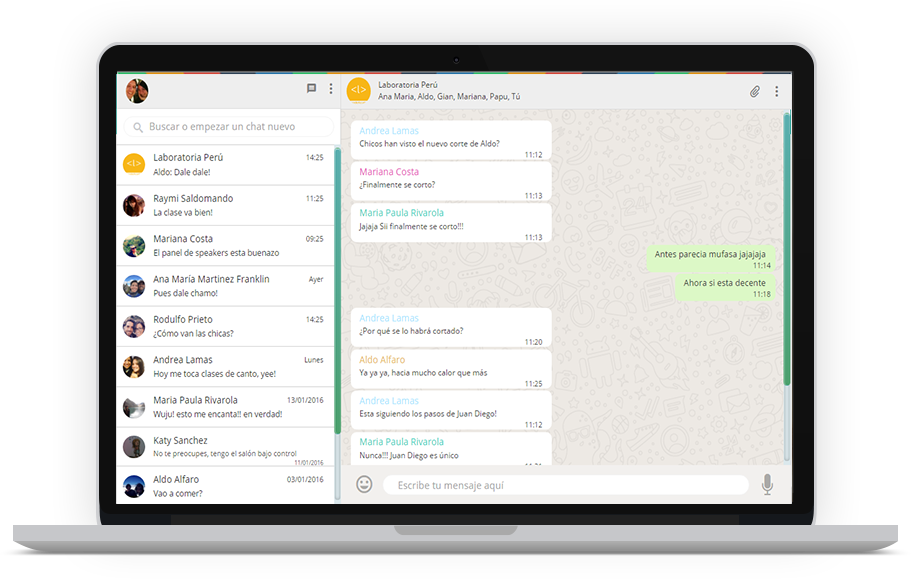 Buscar o empezar un chat nuevo
Laboratoria Perú 14:25
Aldo: Dale dale!
Raymi Saldomando 11:25
La clase va bien!
Mariana Costa 09:25
El panel de speakers esta buenazo
Ana María Martinez Franklin Ayer
Pues dale chamo!
Rodulfo Prieto 14:25
¿Cómo van las chicas?
Andrea Lamas Lunes
Hoy me toca clases de canto, yee!
Maria Paula Rivarola 13/01/2016
Wuju! esto me encanta!! en verdad!
Katy Sanchez
No te preocupes, tengo el salón bajo control
11/01/2016
Aldo Alfaro 03/01/2016
Vao a comer?
<!>
Laboratoria Perú
Ana Maria, Aldo, Gian, Mariana, Papu, Tú
Andrea Lamas
Chicos han visto el nuevo corte de Aldo?
11:12
Mariana Costa
¿Finalmente se corto?
11:13
Maria Paula Rivarola
Jajaja Sii finalmente se corto!!!
11:13
Antes parecia mufasa jajajaja
11:14
Ahora si esta decente
11:18
Andrea Lamas
¿Por qué se lo habrá cortado?
11:20
Aldo Alfaro
Ya ya ya, hacia mucho calor que más
11:25
Andrea Lamas
Esta siguiendo los pasos de Juan Diego!
11:12
Maria Paula Rivarola
Nunca!!! Juan Diego es único
Escribe tu mensaje aquí